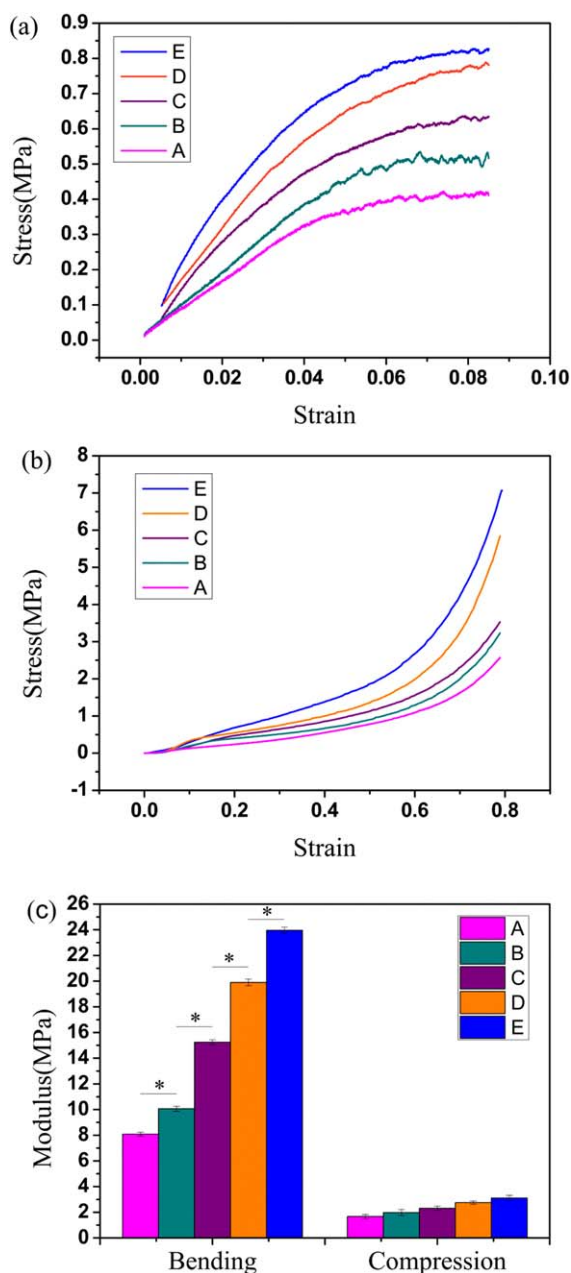 (a)
0.9
0.8
0.7
0.6
0.5
0.4
0.3
0.2
0.1
0.0
Stress(MPa)
E
D
C
B
A
0.00 0.02 0.04 0.06 0.08 0.10
Strain
(b)
8
7
6
5
4
3
2
1
0
-1
Stress(MPa)
E
D
C
B
A
0.0 0.2 0.4 0.6 0.8
Strain
(c)
26
24
22
20
18
16
14
12
10
8
6
4
2
0
Modulus(MPa)
*
*
*
*
A
B
C
D
E
Bending Compression